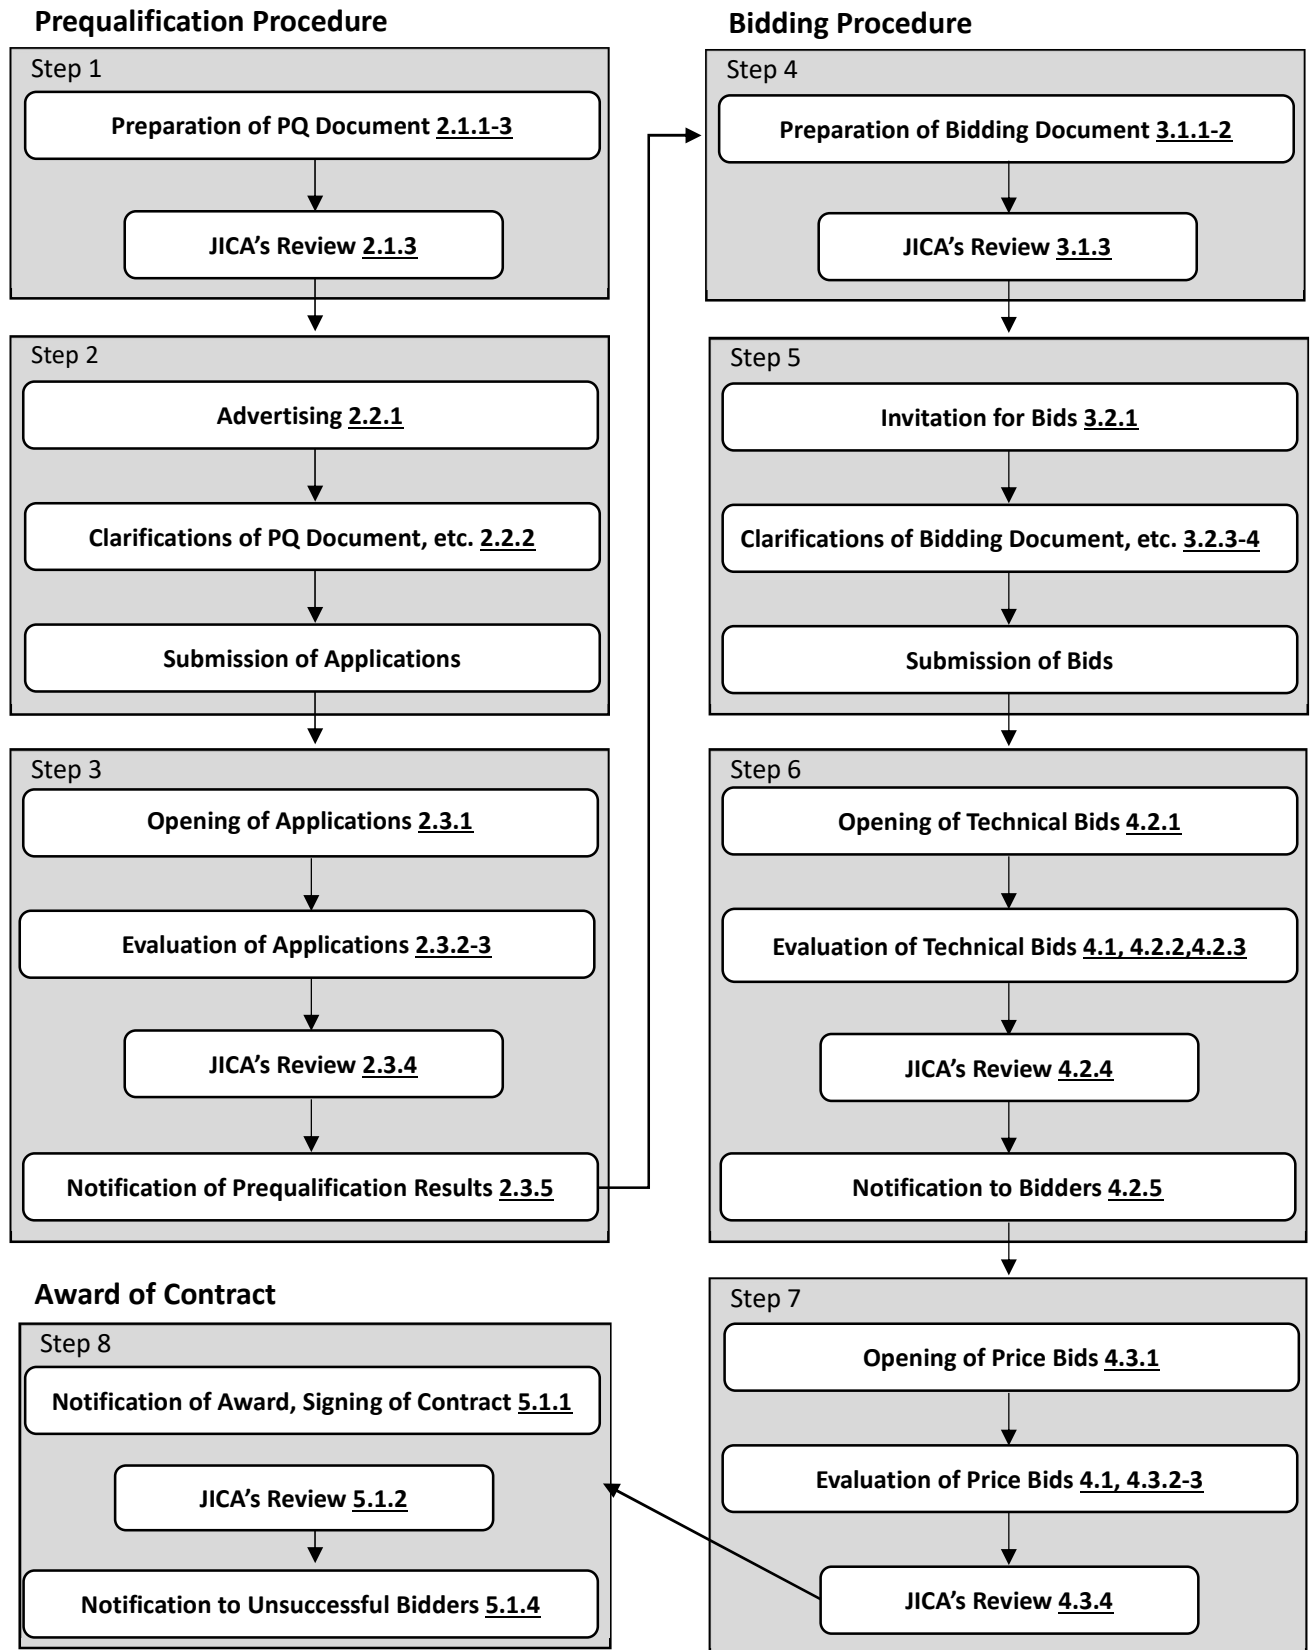 Prequalification Procedure
Step 1
Preparation of PQ Document 2.1.1-3
JICA’s Review 2.1.3
Step 2
Advertising 2.2.1
Clarifications of PQ Document, etc. 2.2.2
Submission of Applications
Step 3
Opening of Applications 2.3.1
Evaluation of Applications 2.3.2-3
JICA’s Review 2.3.4
Notification of Prequalification Results 2.3.5
Bidding Procedure
Step 4
Preparation of Bidding Document 3.1.1-2
JICA’s Review 3.1.3
Step 5
Invitation for Bids 3.2.1
Clarifications of Bidding Document, etc. 3.2.3-4
Submission of Bids
Step 6
Opening of Technical Bids 4.2.1
Evaluation of Technical Bids 4.1, 4.2.2,4.2.3
JICA’s Review 4.2.4
Notification to Bidders 4.2.5
Step 7
Opening of Price Bids 4.3.1
Evaluation of Price Bids 4.1, 4.3.2-3
JICA’s Review 4.3.4
Award of Contract
Step 8
Notification of Award, Signing of Contract 5.1.1
JICA’s Review 5.1.2
Notification to Unsuccessful Bidders 5.1.4